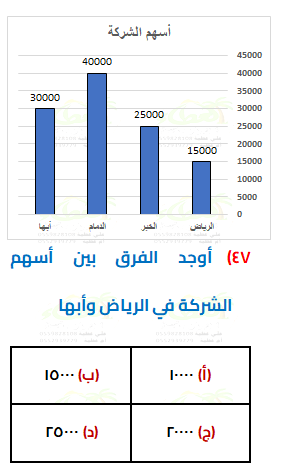 أسهم الشركة
45000
40000
35000
30000
25000
20000
15000
10000
5000
0
30000
40000
25000
15000
أبها
الدمام
الخبر
الرياض
٤٧) أوجد الفرق بين أسهم
الشركة في الرياض وأبها
(أ) ١٠٠٠٠
(ب) ١٥٠٠٠
(ج) ٢٠٠٠٠
(د) ٢٥٠٠٠